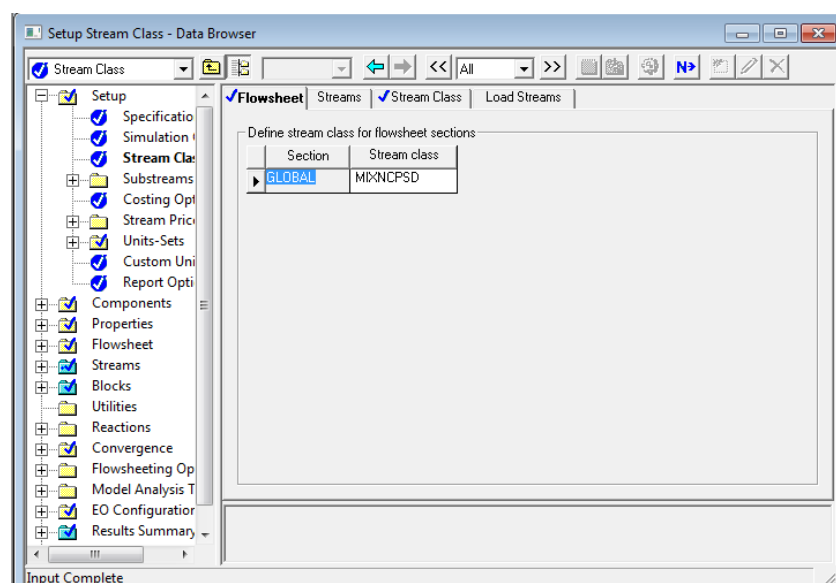 Setup Stream Class - Data Browser
Stream Class
<< All >>
N>
Setup
Specificatio
Simulation
Stream Cla
Substreams
Costing Opt
Stream Pric
Units-Sets
Custom Uni
Report Opti
Components
Properties
Flowsheet
Streams
Blocks
Utilities
Reactions
Convergence
Flowsheeting Op
Model Analysis T
EO Configuration
Results Summary
Flowsheet Streams Stream Class Load Streams
Define stream class for flowsheet sections
Section Stream class
GLOBAL MIXNCPSD
Input Complete